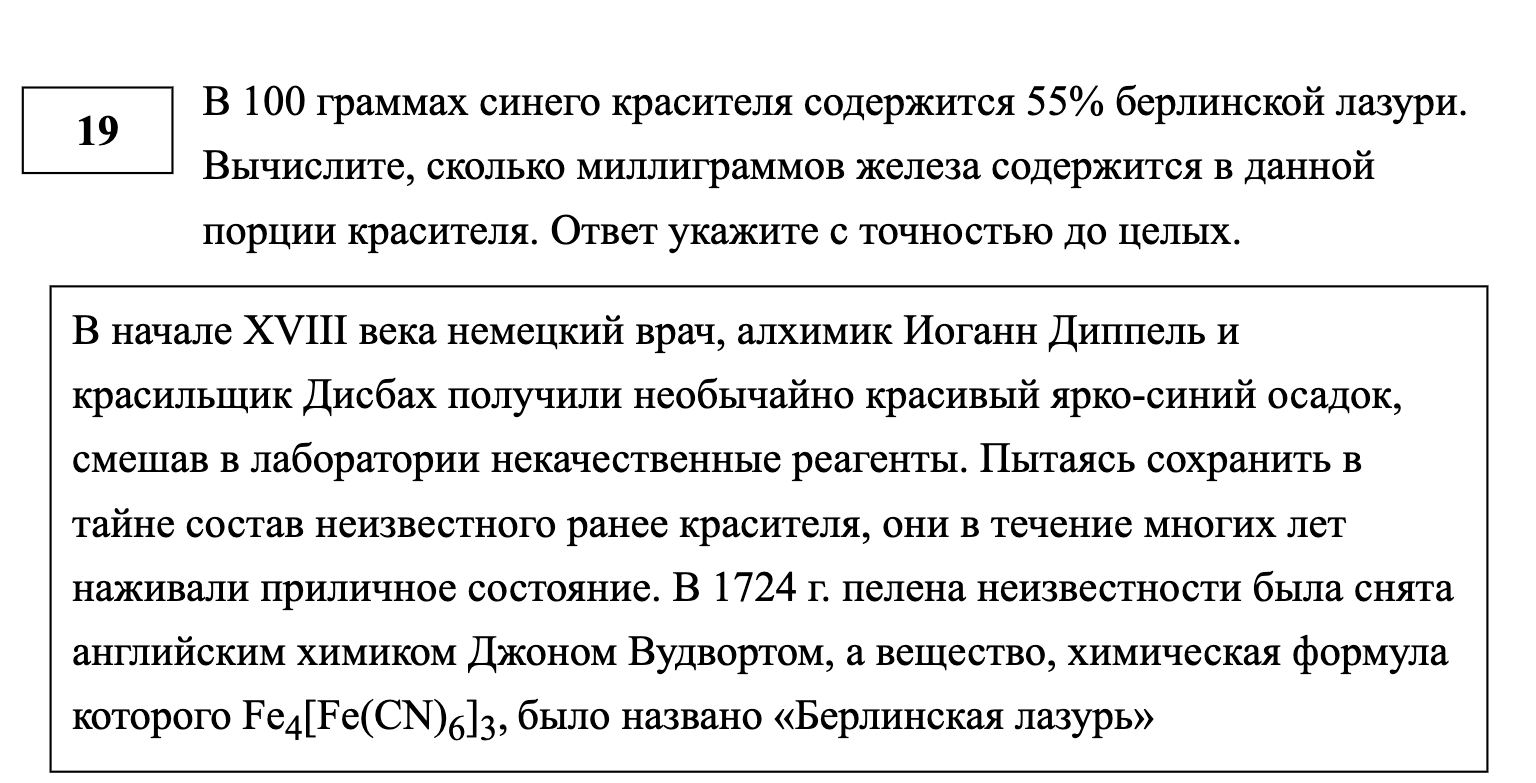 19
В 100 граммах синего красителя содержится 55% берлинской лазури.
Вычислите, сколько миллиграммов железа содержится в данной
порции красителя. Ответ укажите с точностью до целых.
В начале XVIII века немецкий врач, алхимик Иоганн Диппель и
красильщик Дисбах получили необычайно красивый ярко-синий осадок,
смешав в лаборатории некачественные реагенты. Пытаясь сохранить в
тайне состав неизвестного ранее красителя, они в течение многих лет
наживали приличное состояние. В 1724 г. пелена неизвестности была снята
английским химиком Джоном Вудвортом, а вещество, химическая формула
которого Fe₄[Fe(CN)₆]₃, было названо «Берлинская лазурь»